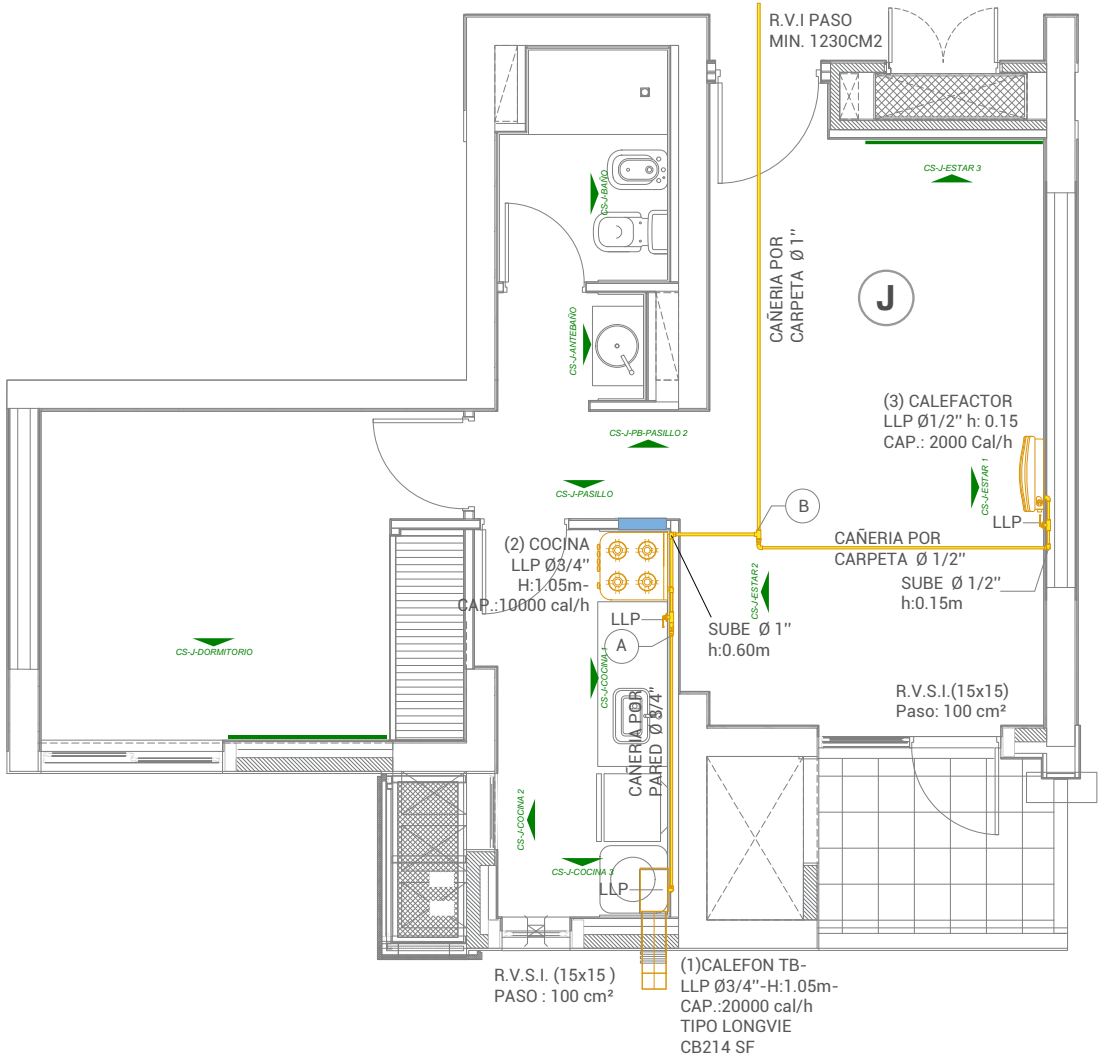 R.V.I PASO
MIN. 1230CM2
CS-J-ESTAR 3
CS-J-BAÑO
CAÑERIA POR
CARPETA Ø 1"
J
CS-J-ANTEBAÑO
(3) CALEFACTOR
LLP Ø1/2" h: 0.15
CAP.: 2000 Cal/h
CS-J-PB-PASILLO 2
CS-J-ESTAR 1
CS-J-PASILLO
B
LLP
CAÑERIA POR
CARPETA Ø 1/2"
(2) COCINA
LLP Ø3/4"
H:1.05m-
CAP.:10000 cal/h
SUBE Ø 1/2"
h:0.15m
CS-J-ESTAR2
LLP
A
SUBE Ø 1"
h:0.60m
CS-J-DORMITORIO
CS-J-COCINA 1
CAÑERIA POR
PARED Ø 3/4"
R.V.S.I.(15x15)
Paso: 100 cm²
CS-J-COCINA 2
CS-J-COCINA 3
LLP
R.V.S.I. (15x15 )
PASO : 100 cm²
(1)CALEFON TB-
LLP Ø3/4"-H:1.05m-
CAP.:20000 cal/h
TIPO LONGVIE
CB214 SF